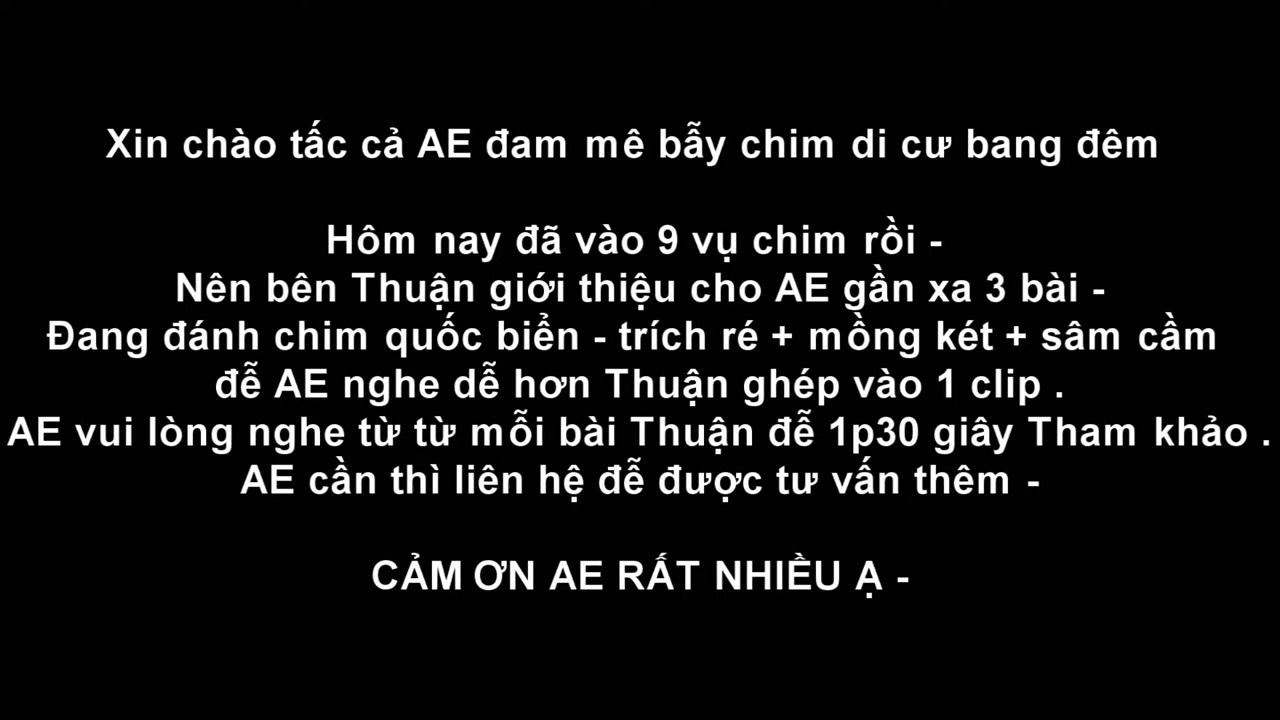 Xin chào tấc cả AE đam mê bẫy chim di cư bang đêm
Hôm nay đã vào 9 vụ chim rồi -
Nên bên Thuận giới thiệu cho AE gần xa 3 bài -
Đang đánh chim quốc biển - trích ré + mồng két + sâm cầm
đễ AE nghe dễ hơn Thuận ghép vào 1 clip .
AE vui lòng nghe từ từ mỗi bài Thuận đễ 1p30 giây Tham khảo .
AE cần thì liên hệ đễ được tư vấn thêm -
CẢM ƠN AE RẤT NHIỀU Ạ -